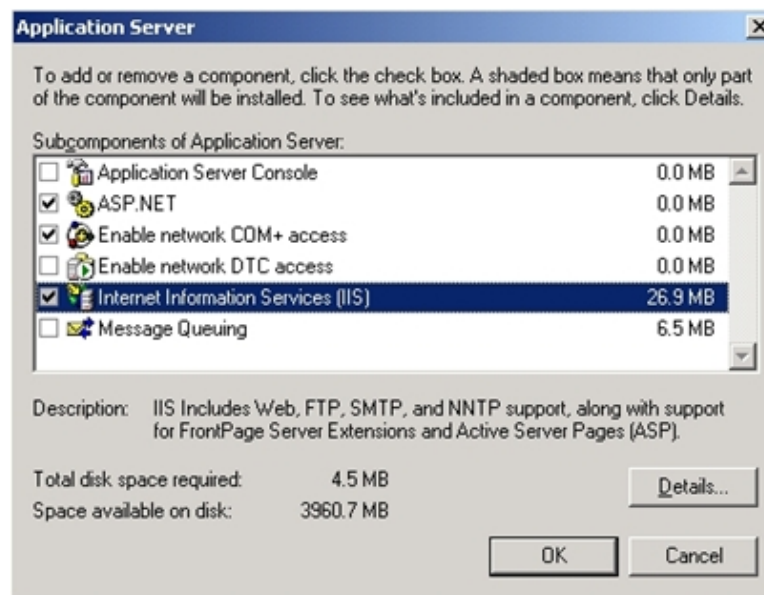 Application Server
To add or remove a component, click the check box. A shaded box means that only part
of the component will be installed. To see what's included in a component, click Details.
Subcomponents of Application Server:
Application Server Console 0.0 MB
ASP.NET 0.0 MB
Enable network COM+ access 0.0 MB
Enable network DTC access 0.0 MB
Internet Information Services (IIS) 26.9 MB
Message Queuing 6.5 MB
Description: IIS Includes Web, FTP, SMTP, and NNTP support, along with support
for FrontPage Server Extensions and Active Server Pages (ASP).
Total disk space required: 4.5 MB
Details...
Space available on disk: 3960.7 MB
OK Cancel